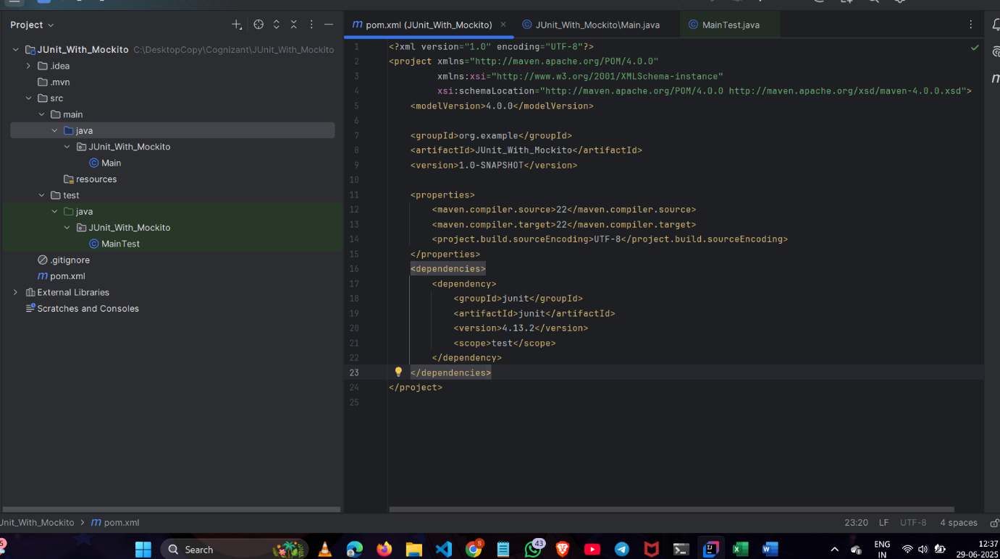 Project
JUnit_With_Mockito C:\DesktopCopy\Cognizant\JUnit_With_Mockito
.idea
.mvn
src
main
java
JUnit_With_Mockito
Main
resources
test
java
JUnit_With_Mockito
MainTest
.gitignore
pom.xml
External Libraries
Scratches and Consoles
pom.xml (JUnit_With_Mockito) JUnit_With_Mockito\Main.java MainTest.java
1 <?xml version="1.0" encoding="UTF-8"?>
2 <project xmlns="http://maven.apache.org/POM/4.0.0"
3 xmlns:xsi="http://www.w3.org/2001/XMLSchema-instance"
4 xsi:schemaLocation="http://maven.apache.org/POM/4.0.0 http://maven.apache.org/xsd/maven-4.0.0.xsd">
5 <modelVersion>4.0.0</modelVersion>
6
7 <groupId>org.example</groupId>
8 <artifactId>JUnit_With_Mockito</artifactId>
9 <version>1.0-SNAPSHOT</version>
10
11 <properties>
12 <maven.compiler.source>22</maven.compiler.source>
13 <maven.compiler.target>22</maven.compiler.target>
14 <project.build.sourceEncoding>UTF-8</project.build.sourceEncoding>
15 </properties>
16 <dependencies>
17 <dependency>
18 <groupId>junit</groupId>
19 <artifactId>junit</artifactId>
20 <version>4.13.2</version>
21 <scope>test</scope>
22 </dependency>
23 </dependencies>
24 </project>
25
Unit_With_Mockito > pom.xml 23:20 LF UTF-8 4 spaces
5 Search S 43 ENG 12:37
IN 29-06-2025